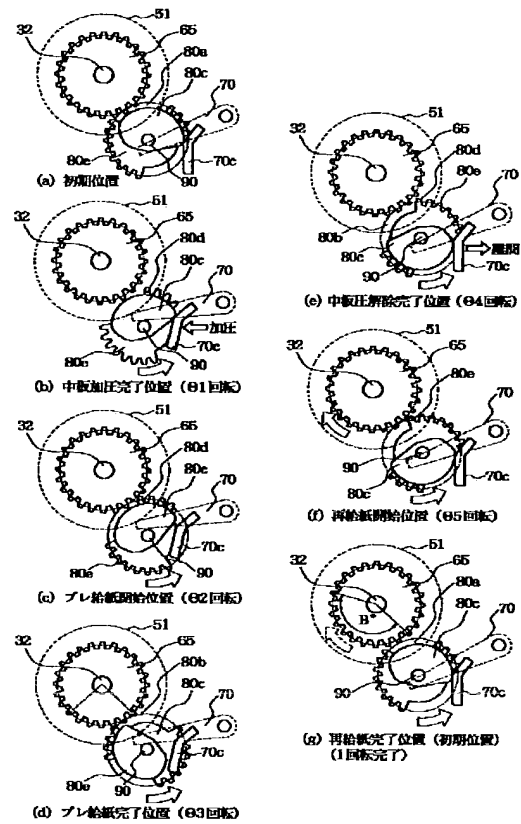 51
32
65
80a
80c
70
80e
70c
90
(a) 初期位置
51
32
65
80d
80c
70
加圧
70c
80e
90
(b) 中板加圧完了位置 (Θ1回転)
51
32
65
80d
80c
70
70c
80e
90
(c) プレ給紙開始位置 (Θ2回転)
51
32
65
80b
80c
70
70c
80e
90
(d) プレ給紙完了位置 (Θ3回転)
51
32
65
80d
80e
70
80b
80c
90
離間
70c
(e) 中板圧解除完了位置 (Θ4回転)
51
32
65
80e
70
90
80c
70c
(f) 再給紙開始位置 (Θ5回転)
51
32
65
80a
80c
70
B°
90
70c
(g) 再給紙完了位置 (初期位置)
(1回転完了)